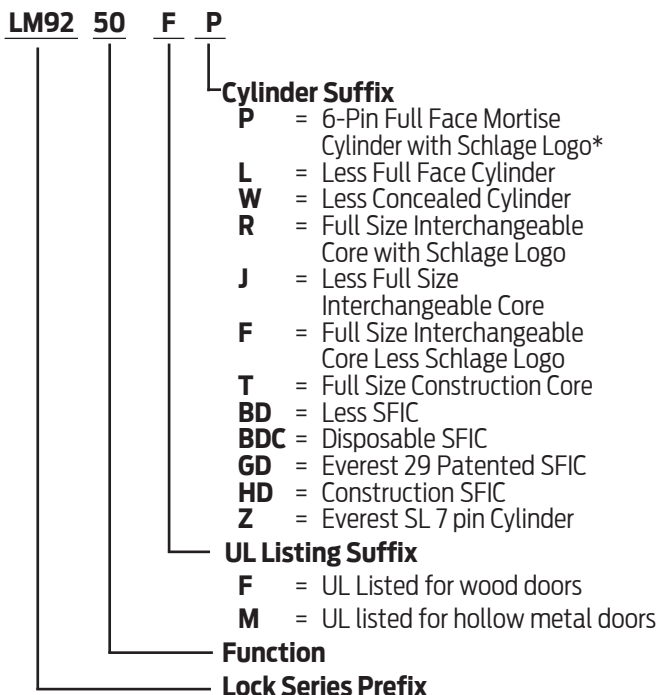 LM92 50 F P
Cylinder Suffix
P = 6-Pin Full Face Mortise
Cylinder with Schlage Logo*
L = Less Full Face Cylinder
W = Less Concealed Cylinder
R = Full Size Interchangeable
Core with Schlage Logo
J = Less Full Size
Interchangeable Core
F = Full Size Interchangeable
Core Less Schlage Logo
T = Full Size Construction Core
BD = Less SFIC
BDC = Disposable SFIC
GD = Everest 29 Patented SFIC
HD = Construction SFIC
Z = Everest SL 7 pin Cylinder
UL Listing Suffix
F = UL Listed for wood doors
M = UL listed for hollow metal doors
Function
Lock Series Prefix